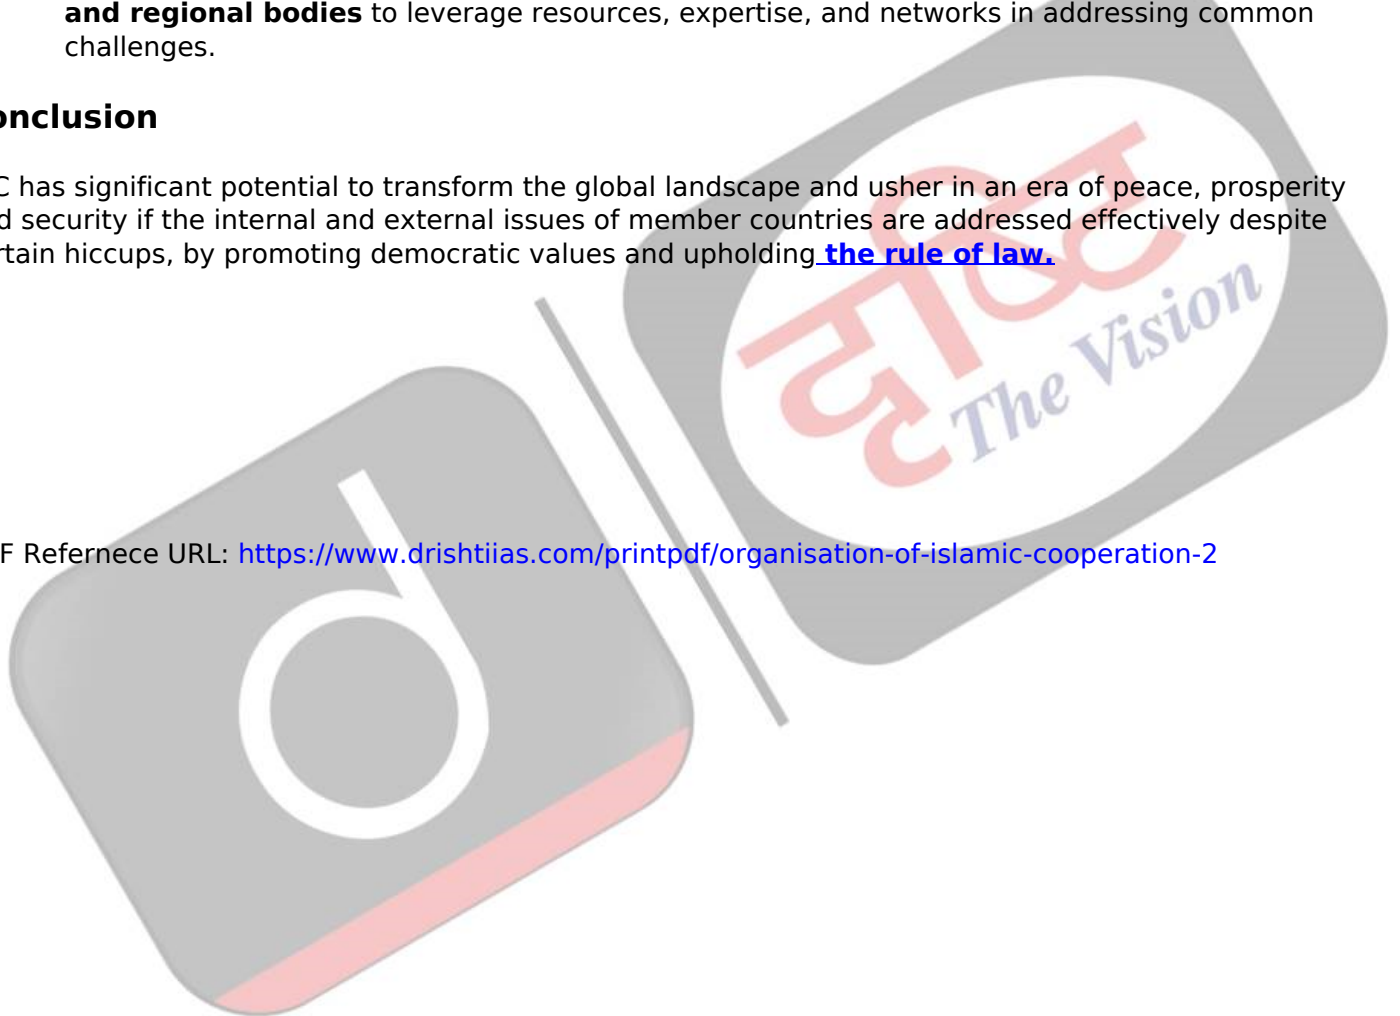 and regional bodies to leverage resources, expertise, and networks in addressing common
challenges.
onclusion
C has significant potential to transform the global landscape and usher in an era of peace, prosperity
d security if the internal and external issues of member countries are addressed effectively despite
rtain hiccups, by promoting democratic values and upholding the rule of law.
दृष्टि
The Vision
d
F Refernece URL: https://www.drishtiias.com/printpdf/organisation-of-islamic-cooperation-2